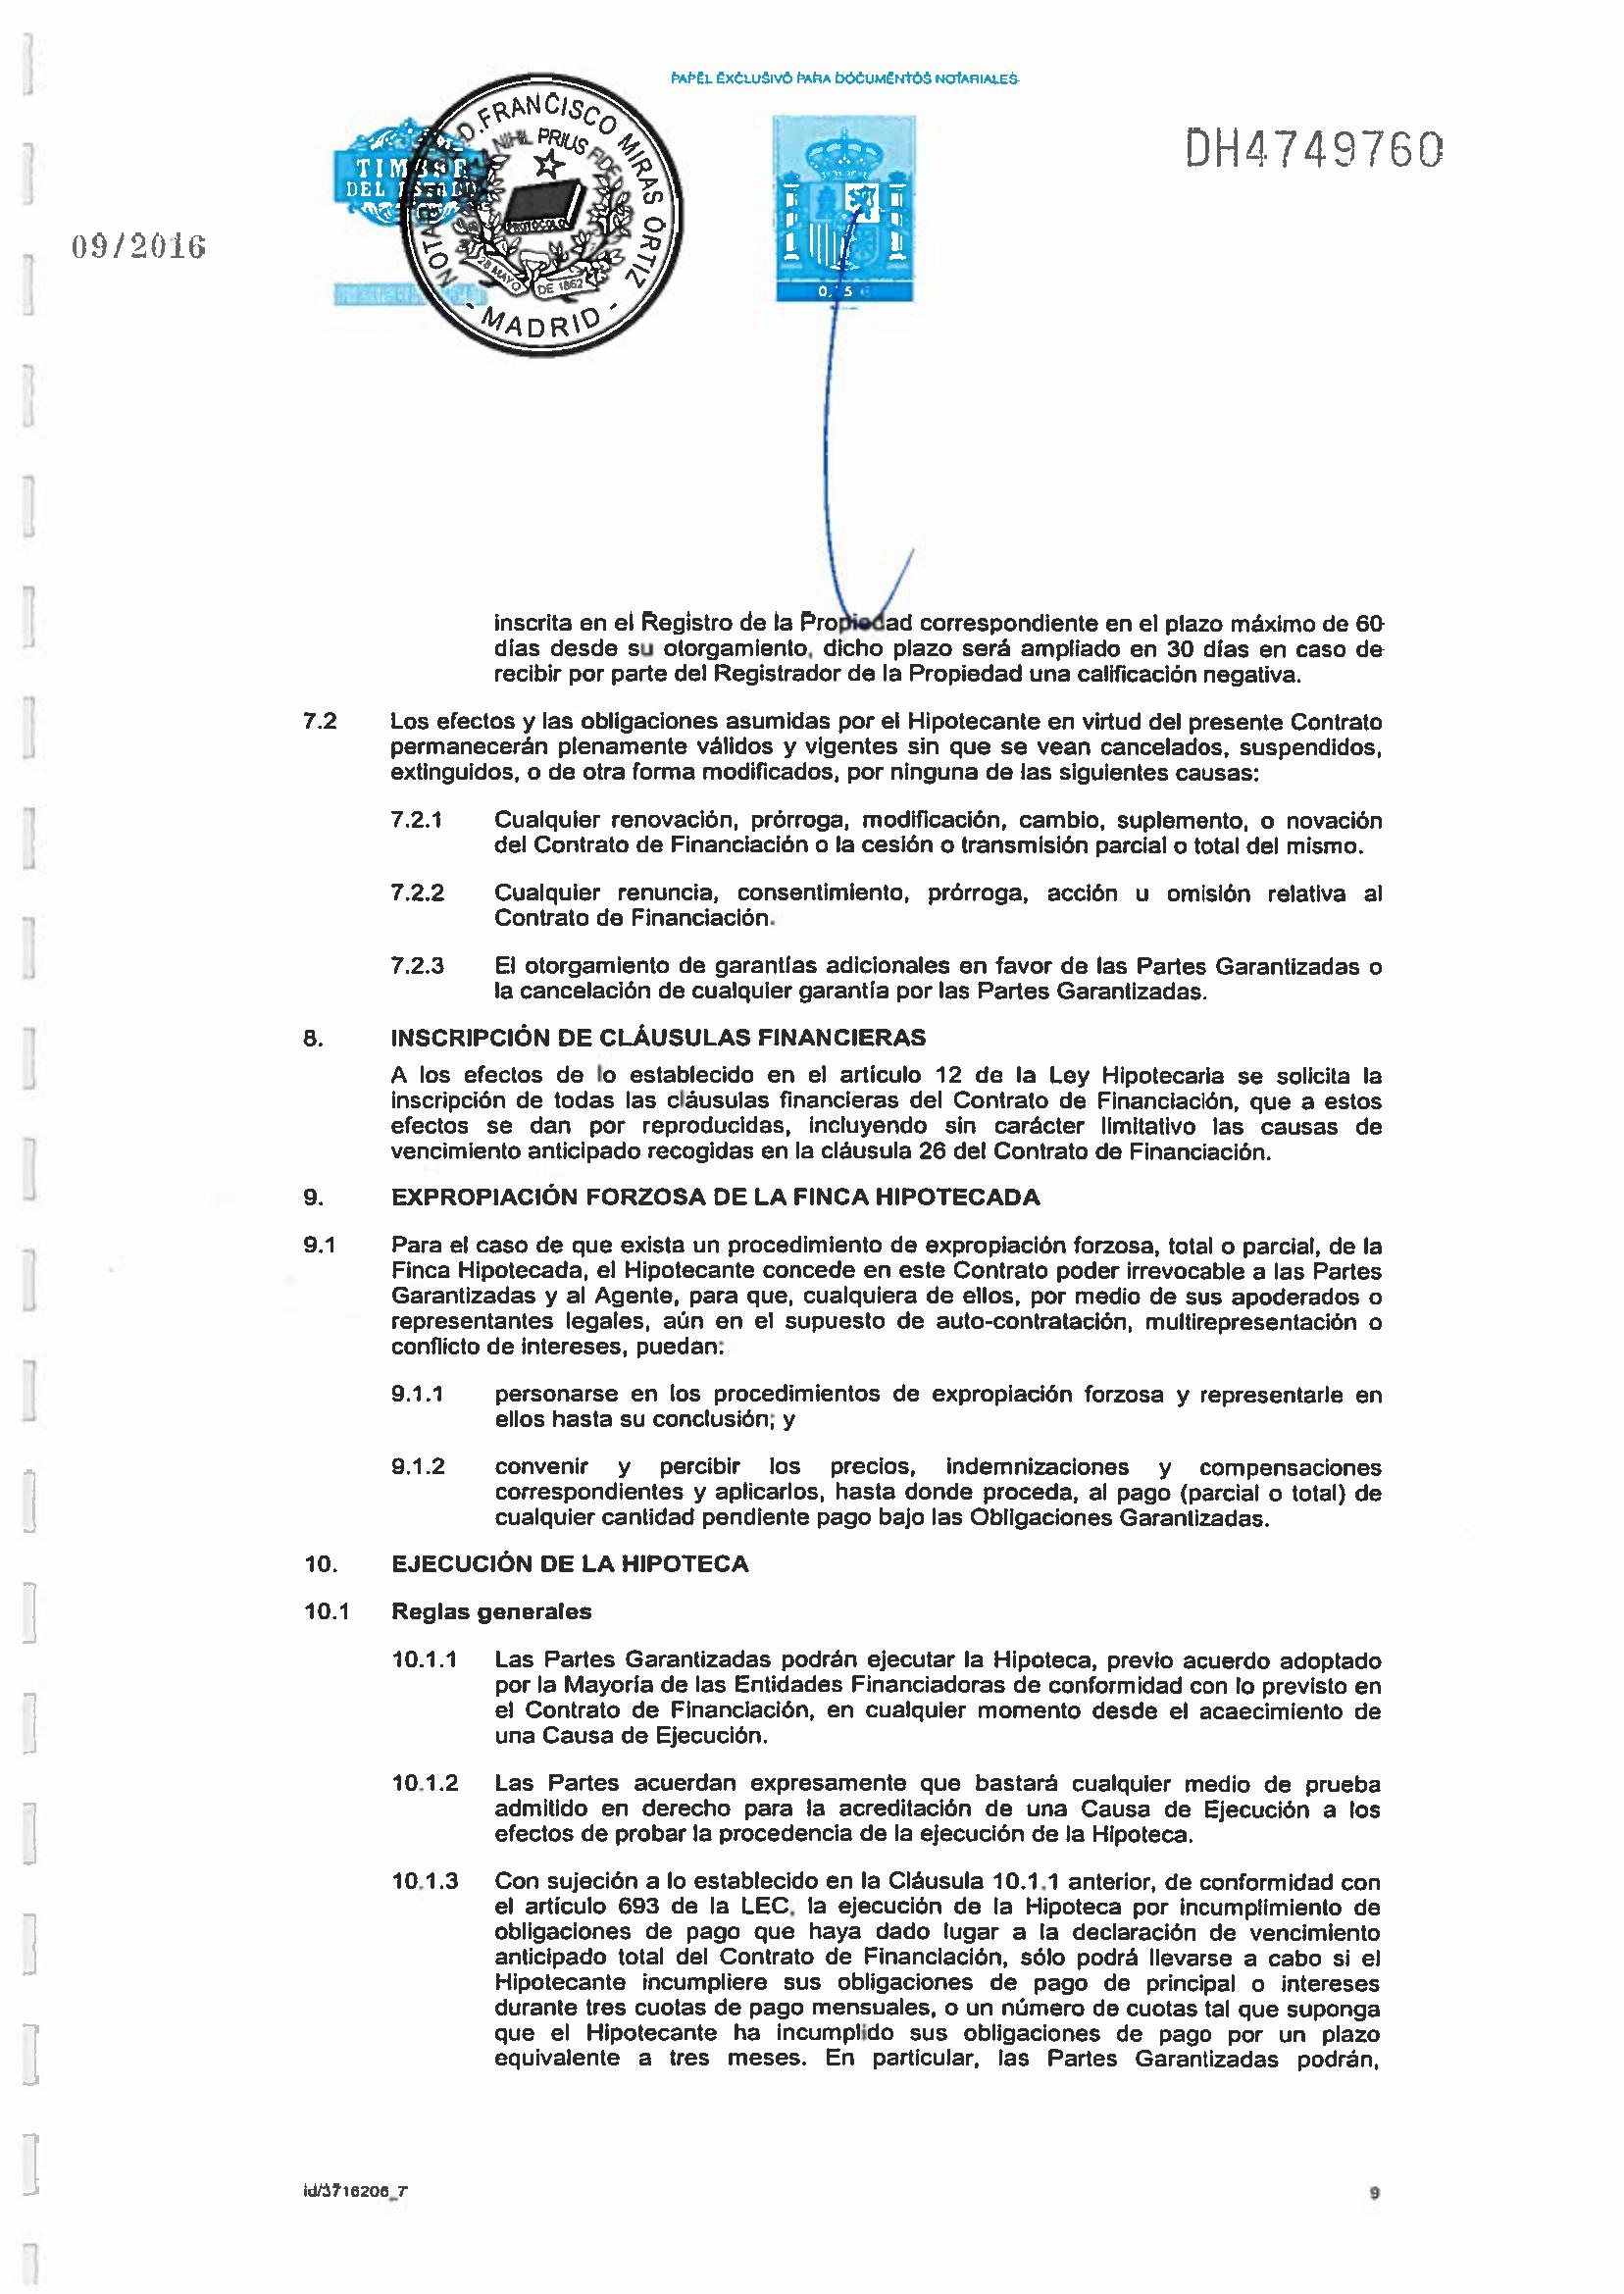 PAPEL EXCLUSIVO PARA DOCUMENTOS NOTARIALES
DH4749760
09/2016
TIMBRE
DEL ESTADO
NOTARIA D. FRANCISCO MIRAS ORTIZ
NIHIL PRIUS FIDE
PROTOCOLO
28 MAYO DE 1862
- MADRID -
inscrita en el Registro de la Propiedad correspondiente en el plazo máximo de 60
días desde su otorgamiento, dicho plazo será ampliado en 30 días en caso de
recibir por parte del Registrador de la Propiedad una calificación negativa.
7.2 Los efectos y las obligaciones asumidas por el Hipotecante en virtud del presente Contrato
permanecerán plenamente válidos y vigentes sin que se vean cancelados, suspendidos,
extinguidos, o de otra forma modificados, por ninguna de las siguientes causas:
7.2.1 Cualquier renovación, prórroga, modificación, cambio, suplemento, o novación
del Contrato de Financiación o la cesión o transmisión parcial o total del mismo.
7.2.2 Cualquier renuncia, consentimiento, prórroga, acción u omisión relativa al
Contrato de Financiación.
7.2.3 El otorgamiento de garantías adicionales en favor de las Partes Garantizadas o
la cancelación de cualquier garantía por las Partes Garantizadas.
8. INSCRIPCIÓN DE CLÁUSULAS FINANCIERAS
A los efectos de lo establecido en el artículo 12 de la Ley Hipotecaria se solicita la
inscripción de todas las cláusulas financieras del Contrato de Financiación, que a estos
efectos se dan por reproducidas, incluyendo sin carácter limitativo las causas de
vencimiento anticipado recogidas en la cláusula 26 del Contrato de Financiación.
9. EXPROPIACIÓN FORZOSA DE LA FINCA HIPOTECADA
9.1 Para el caso de que exista un procedimiento de expropiación forzosa, total o parcial, de la
Finca Hipotecada, el Hipotecante concede en este Contrato poder irrevocable a las Partes
Garantizadas y al Agente, para que, cualquiera de ellos, por medio de sus apoderados o
representantes legales, aún en el supuesto de auto-contratación, multirepresentación o
conflicto de intereses, puedan:
9.1.1 personarse en los procedimientos de expropiación forzosa y representarle en
ellos hasta su conclusión; y
9.1.2 convenir y percibir los precios, indemnizaciones y compensaciones
correspondientes y aplicarlos, hasta donde proceda, al pago (parcial o total) de
cualquier cantidad pendiente pago bajo las Obligaciones Garantizadas.
10. EJECUCIÓN DE LA HIPOTECA
10.1 Reglas generales
10.1.1 Las Partes Garantizadas podrán ejecutar la Hipoteca, previo acuerdo adoptado
por la Mayoría de las Entidades Financiadoras de conformidad con lo previsto en
el Contrato de Financiación, en cualquier momento desde el acaecimiento de
una Causa de Ejecución.
10.1.2 Las Partes acuerdan expresamente que bastará cualquier medio de prueba
admitido en derecho para la acreditación de una Causa de Ejecución a los
efectos de probar la procedencia de la ejecución de la Hipoteca.
10.1.3 Con sujeción a lo establecido en la Cláusula 10.1.1 anterior, de conformidad con
el artículo 693 de la LEC, la ejecución de la Hipoteca por incumplimiento de
obligaciones de pago que haya dado lugar a la declaración de vencimiento
anticipado total del Contrato de Financiación, sólo podrá llevarse a cabo si el
Hipotecante incumpliere sus obligaciones de pago de principal o intereses
durante tres cuotas de pago mensuales, o un número de cuotas tal que suponga
que el Hipotecante ha incumplido sus obligaciones de pago por un plazo
equivalente a tres meses. En particular, las Partes Garantizadas podrán,
id/3716206_7
9